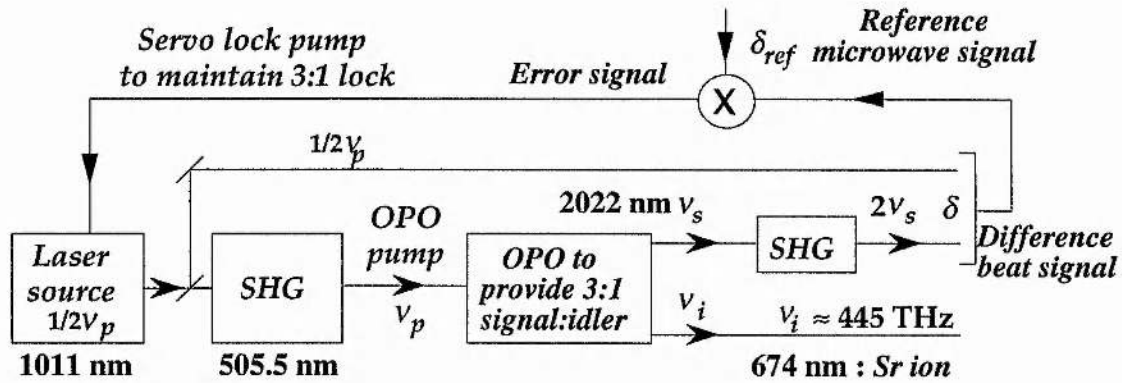 Servo lock pump
to maintain 3:1 lock
Error signal
δref
Reference
microwave signal
X
1/2νp
2022 nm νs
2νs
δ
Difference
beat signal
OPO
pump
νp
Laser
source
1/2νp
SHG
OPO to
provide 3:1
signal:idler
SHG
νi
νi ≈ 445 THz
1011 nm
505.5 nm
674 nm : Sr ion